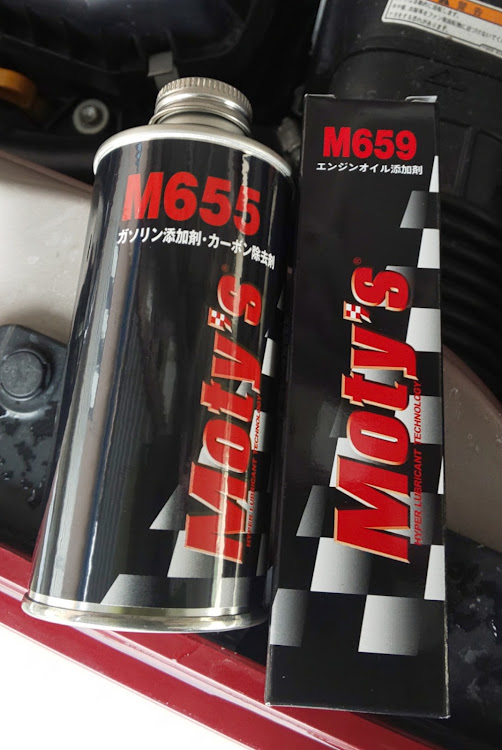 M655
ガソリン添加剤・カーボン除去剤
Moty's®
HYPER LUBRICANT TECHNOLOGY
M659
エンジンオイル添加剤
Moty's®
HYPER LUBRICANT TECHNOLOGY